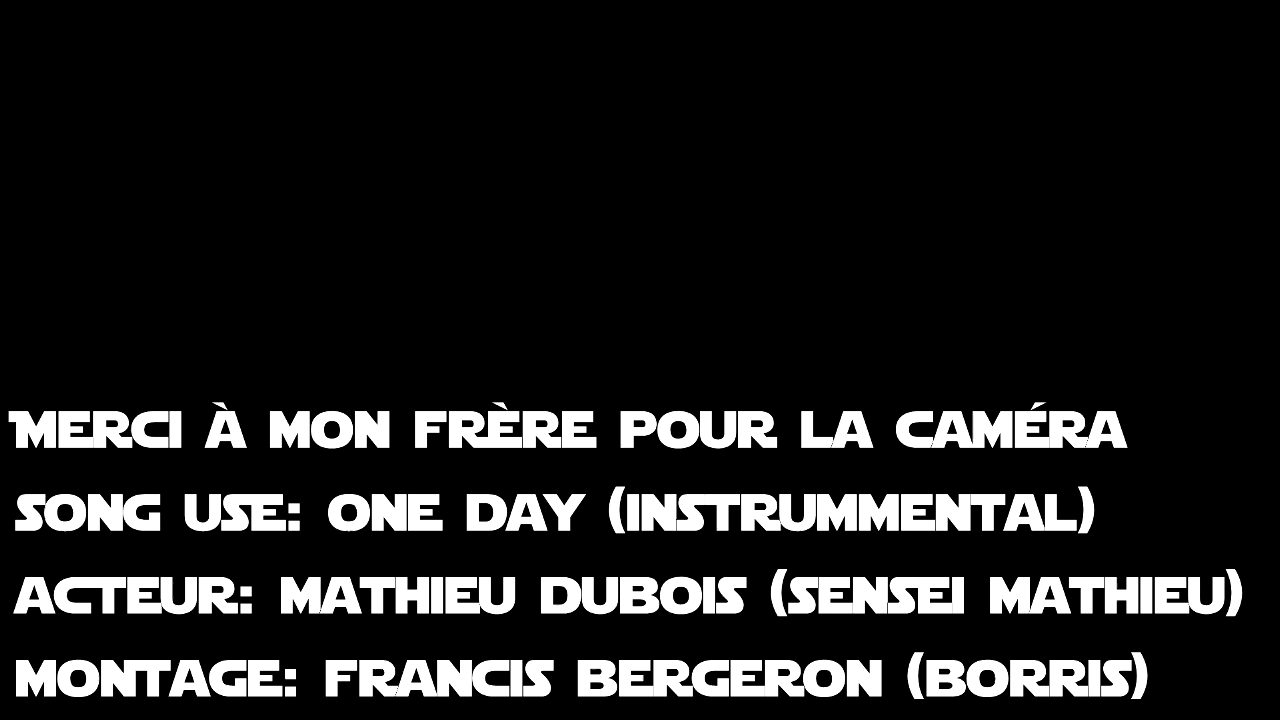 MERCI À MON FRÈRE POUR LA CAMÉRA
SONG USE: ONE DAY (INSTRUMMENTAL)
ACTEUR: MATHIEU DUBOIS (SENSEI MATHIEU)
MONTAGE: FRANCIS BERGERON (BORRIS)